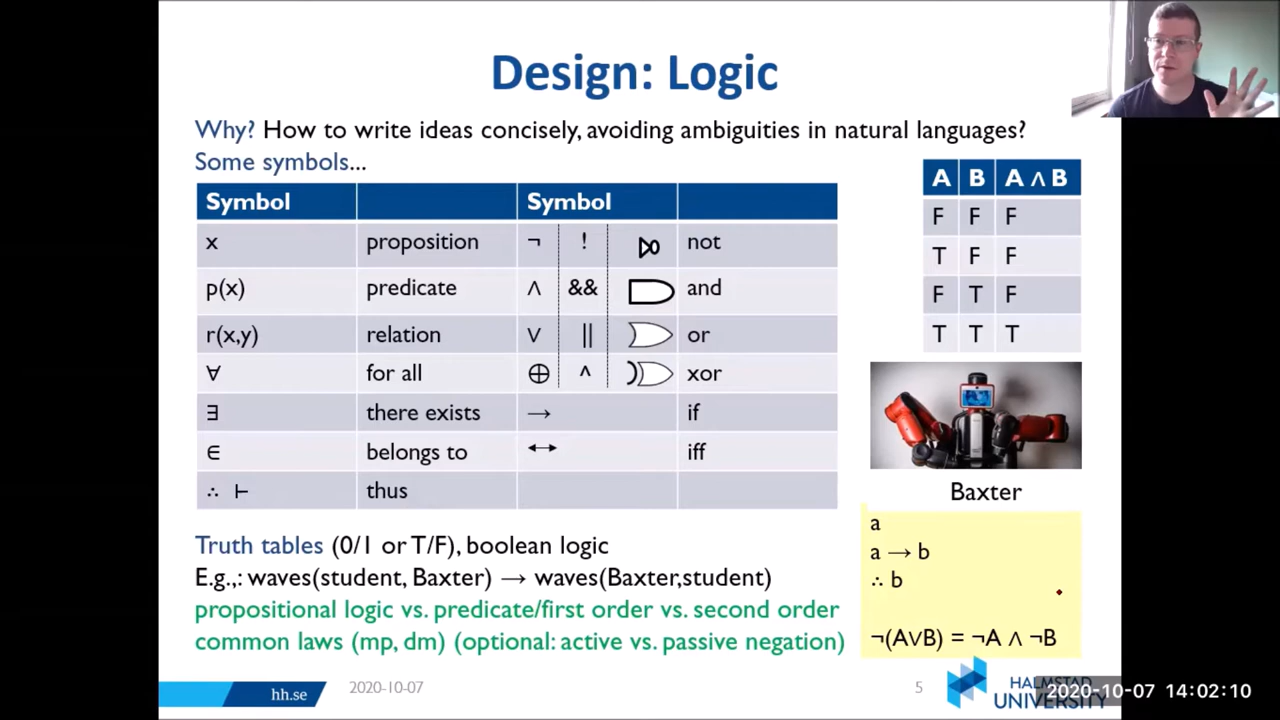 Design: Logic
Why? How to write ideas concisely, avoiding ambiguities in natural languages?
Some symbols...
Symbol Symbol
x proposition ¬ ! not
p(x) predicate ∧ && and
r(x,y) relation ∨ || or
∀ for all ⊕ ^ xor
∃ there exists → if
∈ belongs to ↔ iff
∴ ⊢ thus
A B A ∧ B
F F F
T F F
F T F
T T T
Baxter
a
a → b
∴ b
¬(A∨B) = ¬A ∧ ¬B
Truth tables (0/1 or T/F), boolean logic
E.g.,: waves(student, Baxter) → waves(Baxter,student)
propositional logic vs. predicate/first order vs. second order
common laws (mp, dm) (optional: active vs. passive negation)
hh.se
2020-10-07
5
HALMSTAD
UNIVERSITY
2020-10-07 14:02:10